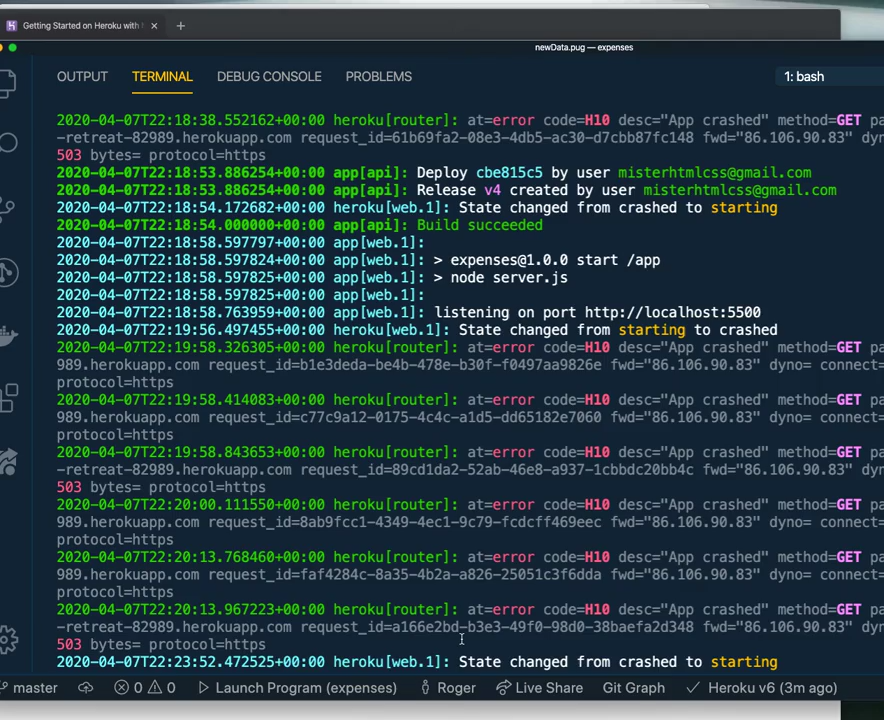 Getting Started on Heroku with
newData.pug — expenses
OUTPUT TERMINAL DEBUG CONSOLE PROBLEMS 1: bash
2020-04-07T22:18:38.552162+00:00 heroku[router]: at=error code=H10 desc="App crashed" method=GET pa
-retreat-82989.herokuapp.com request_id=61b69fa2-08e3-4db5-ac30-d7cbb87fc148 fwd="86.106.90.83" dyn
503 bytes= protocol=https
2020-04-07T22:18:53.886254+00:00 app[api]: Deploy cbe815c5 by user misterhtmlcss@gmail.com
2020-04-07T22:18:53.886254+00:00 app[api]: Release v4 created by user misterhtmlcss@gmail.com
2020-04-07T22:18:54.172682+00:00 heroku[web.1]: State changed from crashed to starting
2020-04-07T22:18:54.000000+00:00 app[api]: Build succeeded
2020-04-07T22:18:58.597797+00:00 app[web.1]:
2020-04-07T22:18:58.597824+00:00 app[web.1]: > expenses@1.0.0 start /app
2020-04-07T22:18:58.597825+00:00 app[web.1]: > node server.js
2020-04-07T22:18:58.597825+00:00 app[web.1]:
2020-04-07T22:18:58.763959+00:00 app[web.1]: listening on port http://localhost:5500
2020-04-07T22:19:56.497455+00:00 heroku[web.1]: State changed from starting to crashed
2020-04-07T22:19:58.326305+00:00 heroku[router]: at=error code=H10 desc="App crashed" method=GET pa
989.herokuapp.com request_id=b1e3deda-be4b-478e-b30f-f0497aa9826e fwd="86.106.90.83" dyno= connect=
protocol=https
2020-04-07T22:19:58.414083+00:00 heroku[router]: at=error code=H10 desc="App crashed" method=GET pa
989.herokuapp.com request_id=c77c9a12-0175-4c4c-a1d5-dd65182e7060 fwd="86.106.90.83" dyno= connect=
protocol=https
2020-04-07T22:19:58.843653+00:00 heroku[router]: at=error code=H10 desc="App crashed" method=GET pa
-retreat-82989.herokuapp.com request_id=89cd1da2-52ab-46e8-a937-1cbbdc20bb4c fwd="86.106.90.83" dyn
503 bytes= protocol=https
2020-04-07T22:20:00.111550+00:00 heroku[router]: at=error code=H10 desc="App crashed" method=GET pa
989.herokuapp.com request_id=8ab9fcc1-4349-4ec1-9c79-fcdcff469eec fwd="86.106.90.83" dyno= connect=
protocol=https
2020-04-07T22:20:13.768460+00:00 heroku[router]: at=error code=H10 desc="App crashed" method=GET pa
989.herokuapp.com request_id=faf4284c-8a35-4b2a-a826-25051c3f6dda fwd="86.106.90.83" dyno= connect=
protocol=https
2020-04-07T22:20:13.967223+00:00 heroku[router]: at=error code=H10 desc="App crashed" method=GET pa
-retreat-82989.herokuapp.com request_id=a166e2bd-b3e3-49f0-98d0-38baefa2d348 fwd="86.106.90.83" dyn
503 bytes= protocol=https
2020-04-07T22:23:52.472525+00:00 heroku[web.1]: State changed from crashed to starting
master 0 0 Launch Program (expenses) Roger Live Share Git Graph Heroku v6 (3m ago)